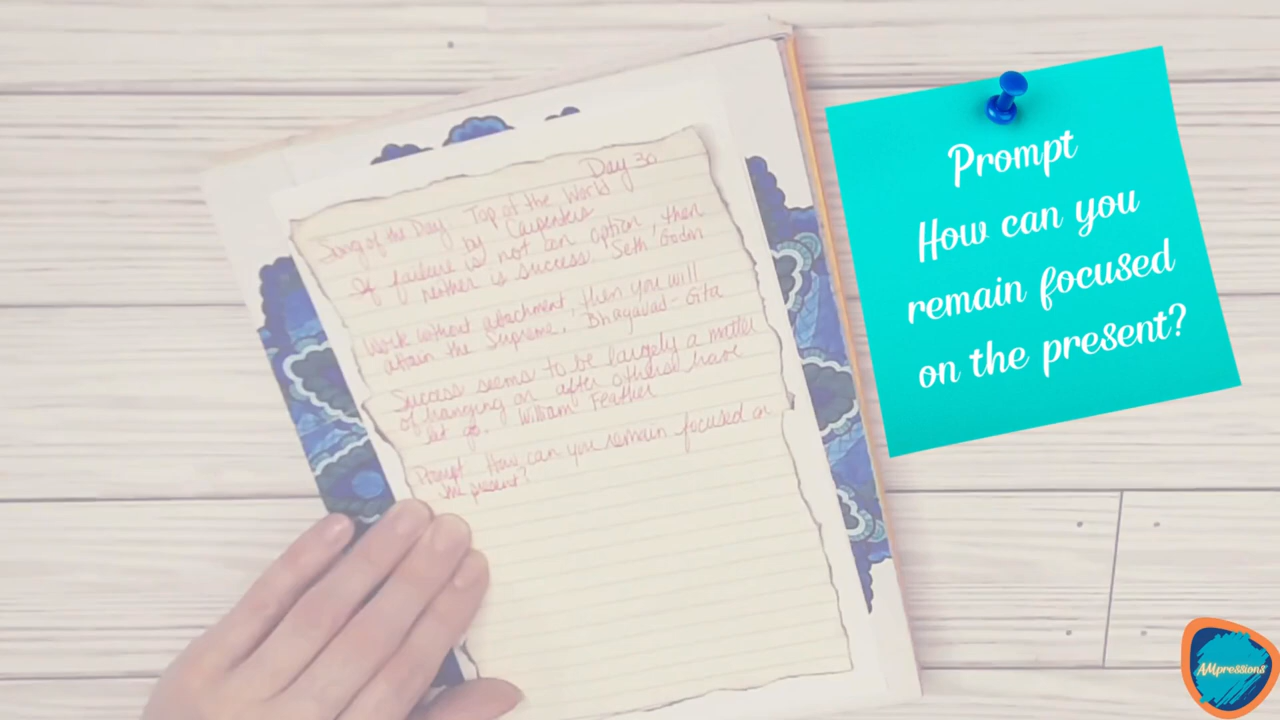 Day 30
Song of the Day Top of the World
by Carpenters
If failure is not an option, then
neither is success. Seth Godin
Work without attachment, then you will
attain the Supreme. Bhagavad-Gita
Success seems to be largely a matter
of hanging on after others have
let go. William Feather
Prompt How can you remain focused on
the present?
Prompt
How can you
remain focused
on the present?
AMpressions